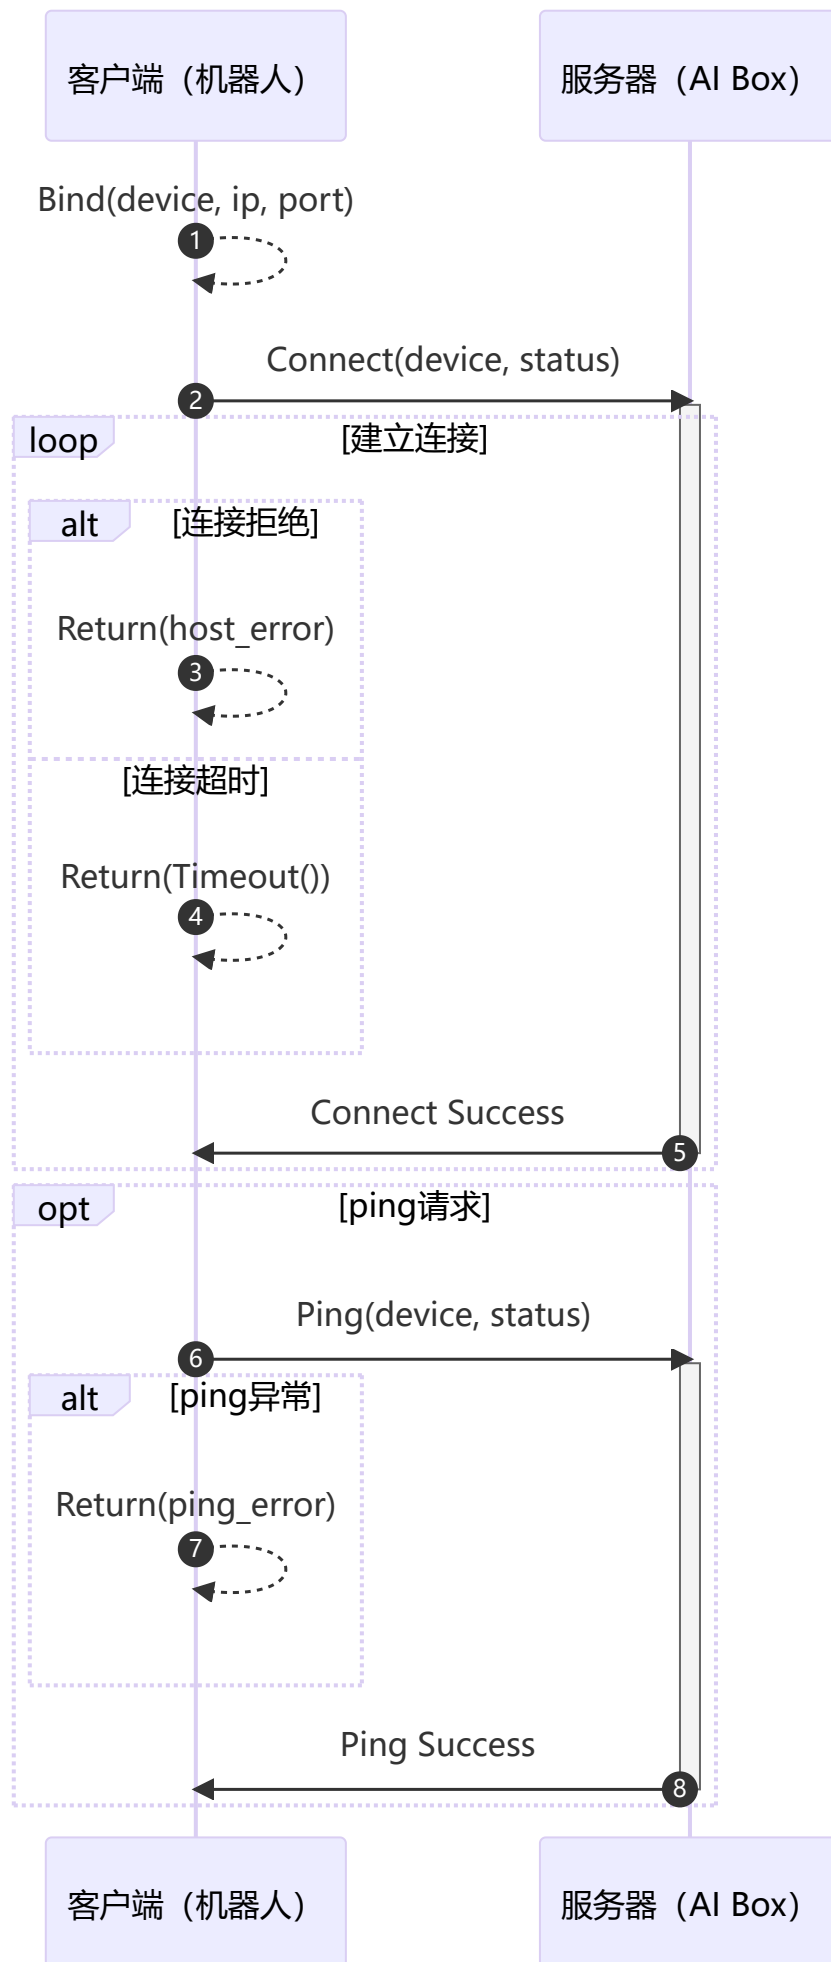 客户端（机器人）
服务器（AI Box）
Bind(device, ip, port)
1
Connect(device, status)
2
loop
[建立连接]
alt
[连接拒绝]
Return(host_error)
3
[连接超时]
Return(Timeout())
4
Connect Success
5
opt
[ping请求]
Ping(device, status)
6
alt
[ping异常]
Return(ping_error)
7
Ping Success
8
客户端（机器人）
服务器（AI Box）